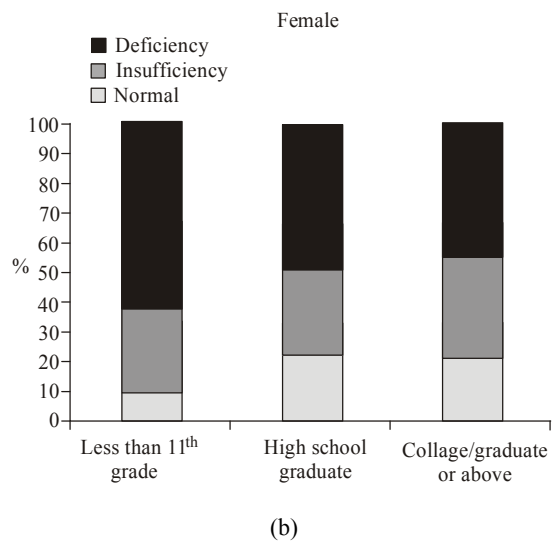 Female
Deficiency
Insufficiency
Normal
100
90
80
70
60
%
50
40
30
20
10
0
Less than 11th
grade
High school
graduate
Collage/graduate
or above
(b)